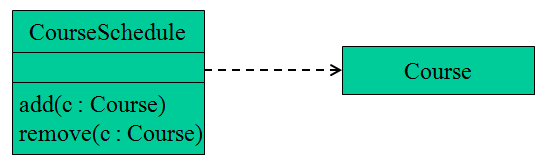 CourseSchedule
add(c : Course)
remove(c : Course)
Course